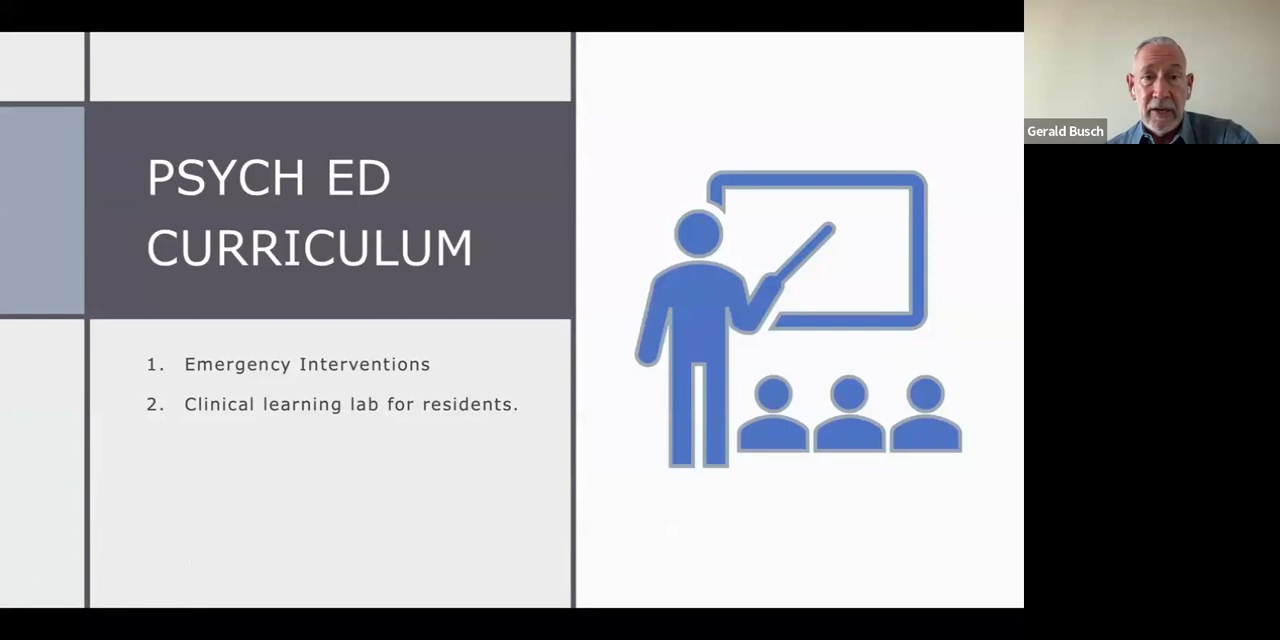 PSYCH ED
CURRICULUM
1. Emergency Interventions
2. Clinical learning lab for residents.
Gerald Busch